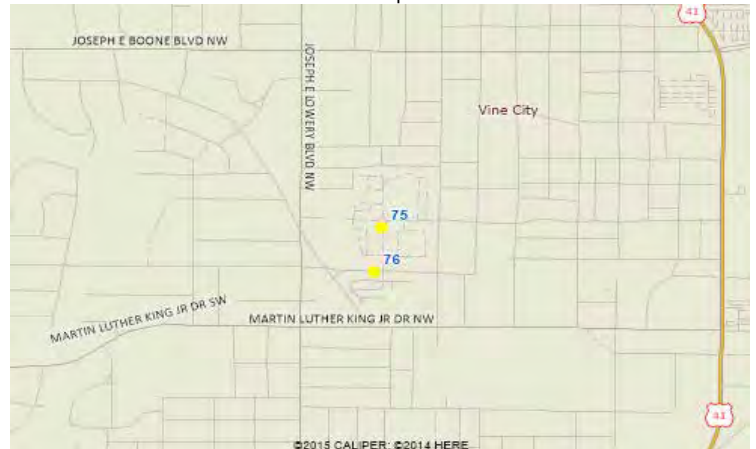 41
JOSEPH E BOONE BLVD NW
JOSEPH E LOWERY BLVD NW
Vine City
75
76
MARTIN LUTHER KING JR DR SW
MARTIN LUTHER KING JR DR NW
41
©2015 CALIPER; ©2014 HERE